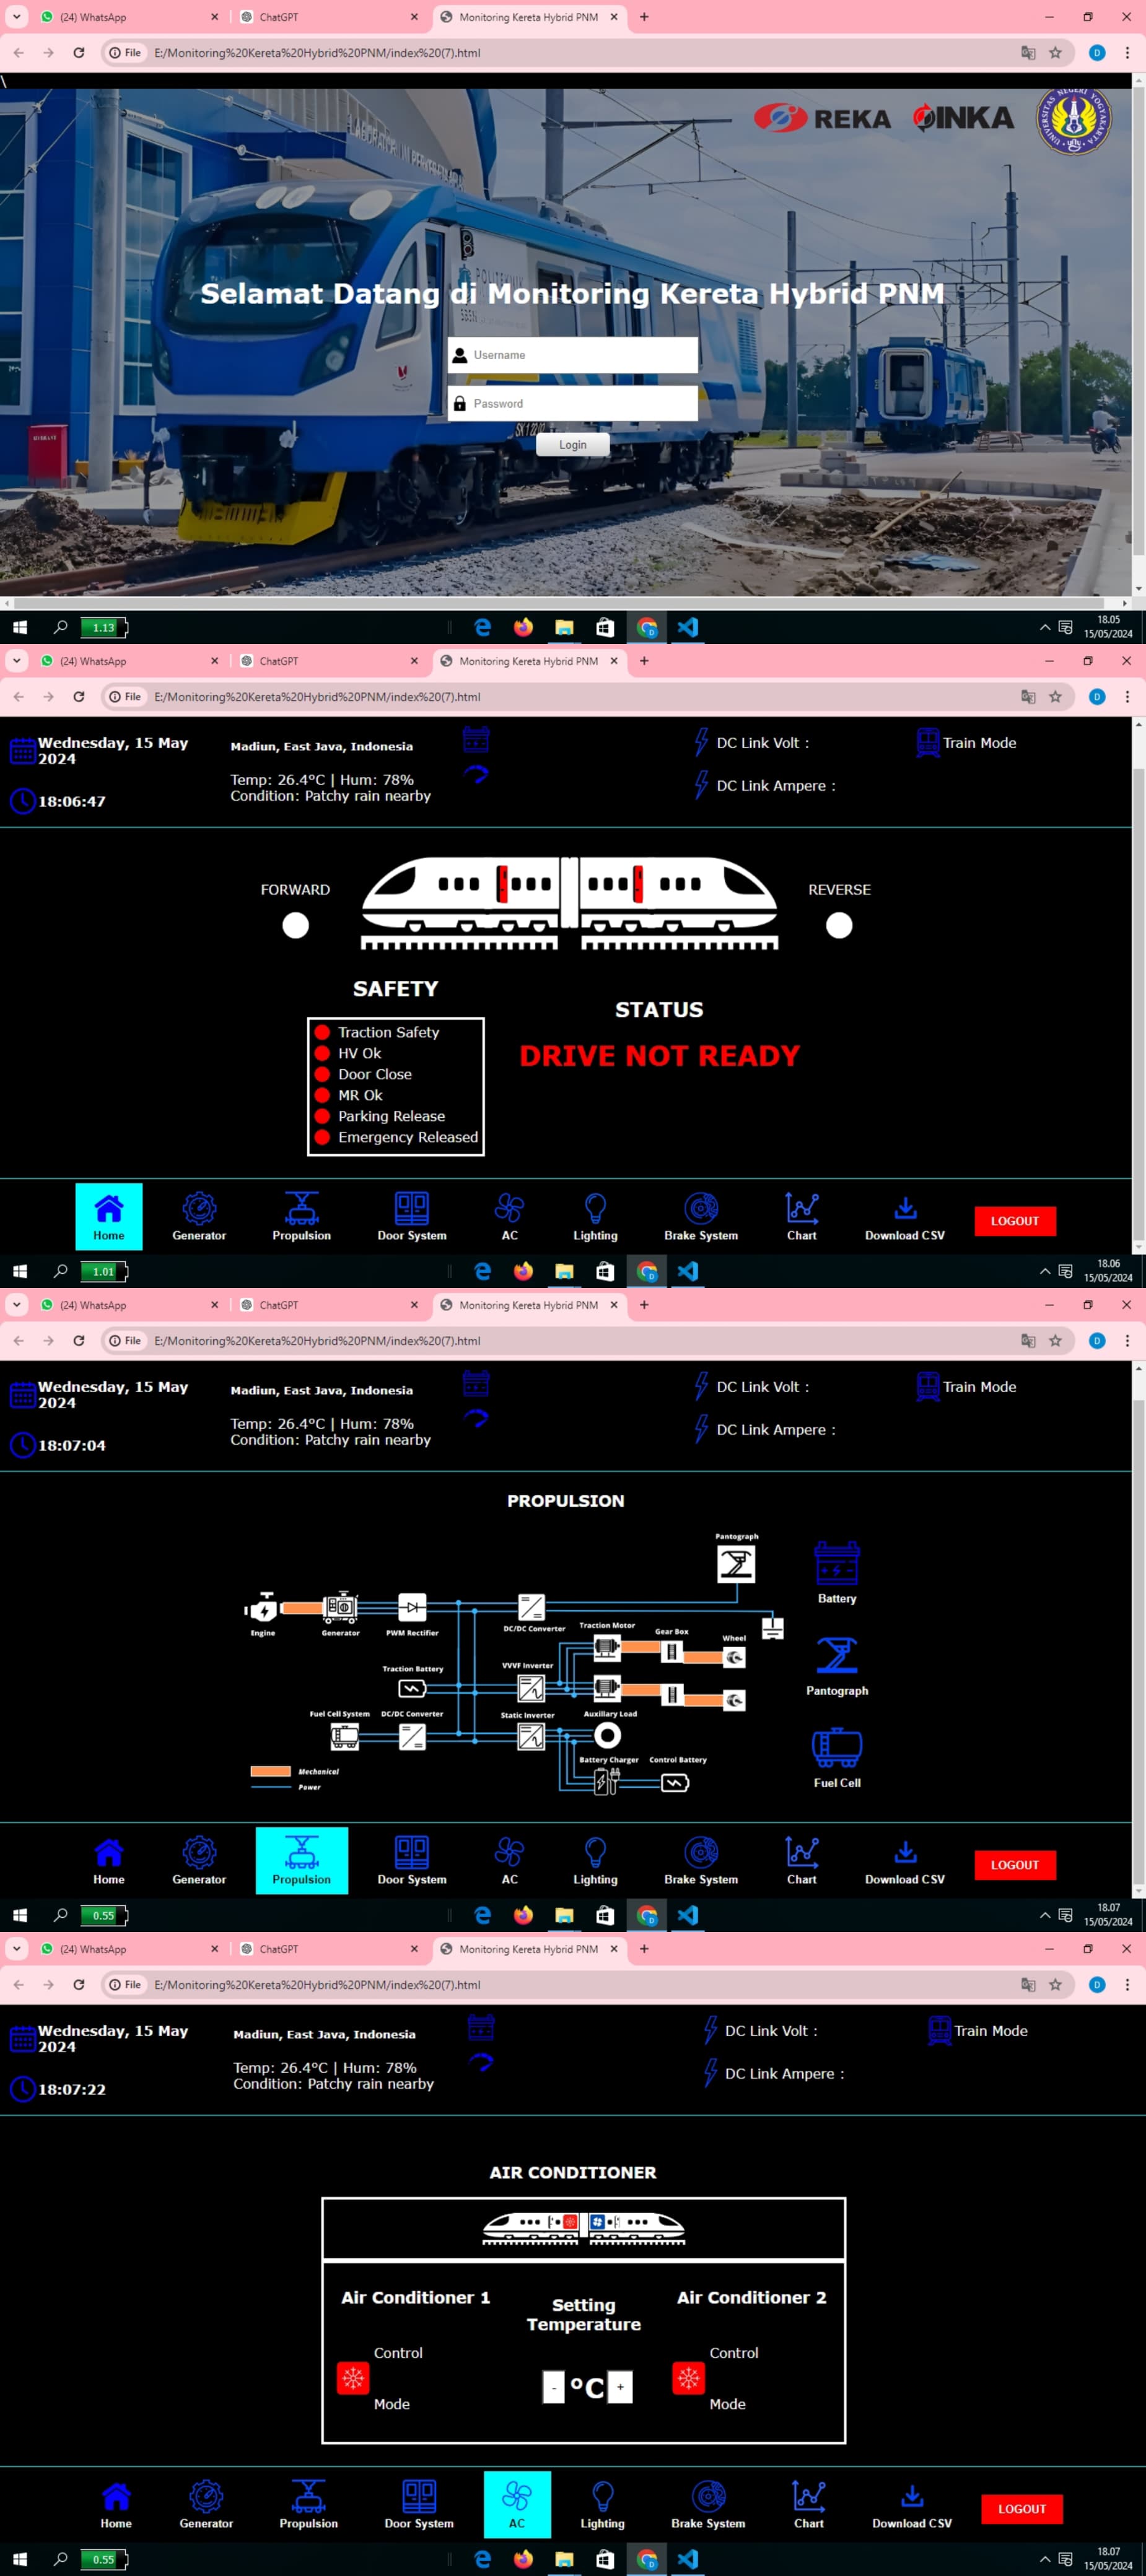 (24) WhatsApp
ChatGPT
Monitoring Kereta Hybrid PNM
File
E:/Monitoring%20Kereta%20Hybrid%20PNM/index%20(7).html
D
\
REKA
INKA
UNIVERSITAS NEGERI YOGYAKARTA
POLITEKNIK
Selamat Datang di Monitoring Kereta Hybrid PNM
Username
Password
Login
1.13
18.05
15/05/2024
(24) WhatsApp
ChatGPT
Monitoring Kereta Hybrid PNM
File
E:/Monitoring%20Kereta%20Hybrid%20PNM/index%20(7).html
D
Wednesday, 15 May
2024
18:06:47
Madiun, East Java, Indonesia
Temp: 26.4°C | Hum: 78%
Condition: Patchy rain nearby
DC Link Volt :
DC Link Ampere :
Train Mode
FORWARD
REVERSE
SAFETY
Traction Safety
HV Ok
Door Close
MR Ok
Parking Release
Emergency Released
STATUS
DRIVE NOT READY
Home
Generator
Propulsion
Door System
AC
Lighting
Brake System
Chart
Download CSV
LOGOUT
1.01
18.06
15/05/2024
(24) WhatsApp
ChatGPT
Monitoring Kereta Hybrid PNM
File
E:/Monitoring%20Kereta%20Hybrid%20PNM/index%20(7).html
D
Wednesday, 15 May
2024
18:07:04
Madiun, East Java, Indonesia
Temp: 26.4°C | Hum: 78%
Condition: Patchy rain nearby
DC Link Volt :
DC Link Ampere :
Train Mode
PROPULSION
Pantograph
Engine
Generator
PWM Rectifier
DC/DC Converter
Traction Motor
Gear Box
Wheel
Traction Battery
VVVF Inverter
Fuel Cell System
DC/DC Converter
Static Inverter
Auxiliary Load
Battery Charger
Control Battery
Mechanical
Power
Battery
Pantograph
Fuel Cell
Home
Generator
Propulsion
Door System
AC
Lighting
Brake System
Chart
Download CSV
LOGOUT
0.55
18.07
15/05/2024
(24) WhatsApp
ChatGPT
Monitoring Kereta Hybrid PNM
File
E:/Monitoring%20Kereta%20Hybrid%20PNM/index%20(7).html
D
Wednesday, 15 May
2024
18:07:22
Madiun, East Java, Indonesia
Temp: 26.4°C | Hum: 78%
Condition: Patchy rain nearby
DC Link Volt :
DC Link Ampere :
Train Mode
AIR CONDITIONER
Air Conditioner 1
Setting
Temperature
Air Conditioner 2
Control
Mode
- °C +
Control
Mode
Home
Generator
Propulsion
Door System
AC
Lighting
Brake System
Chart
Download CSV
LOGOUT
0.55
18.07
15/05/2024